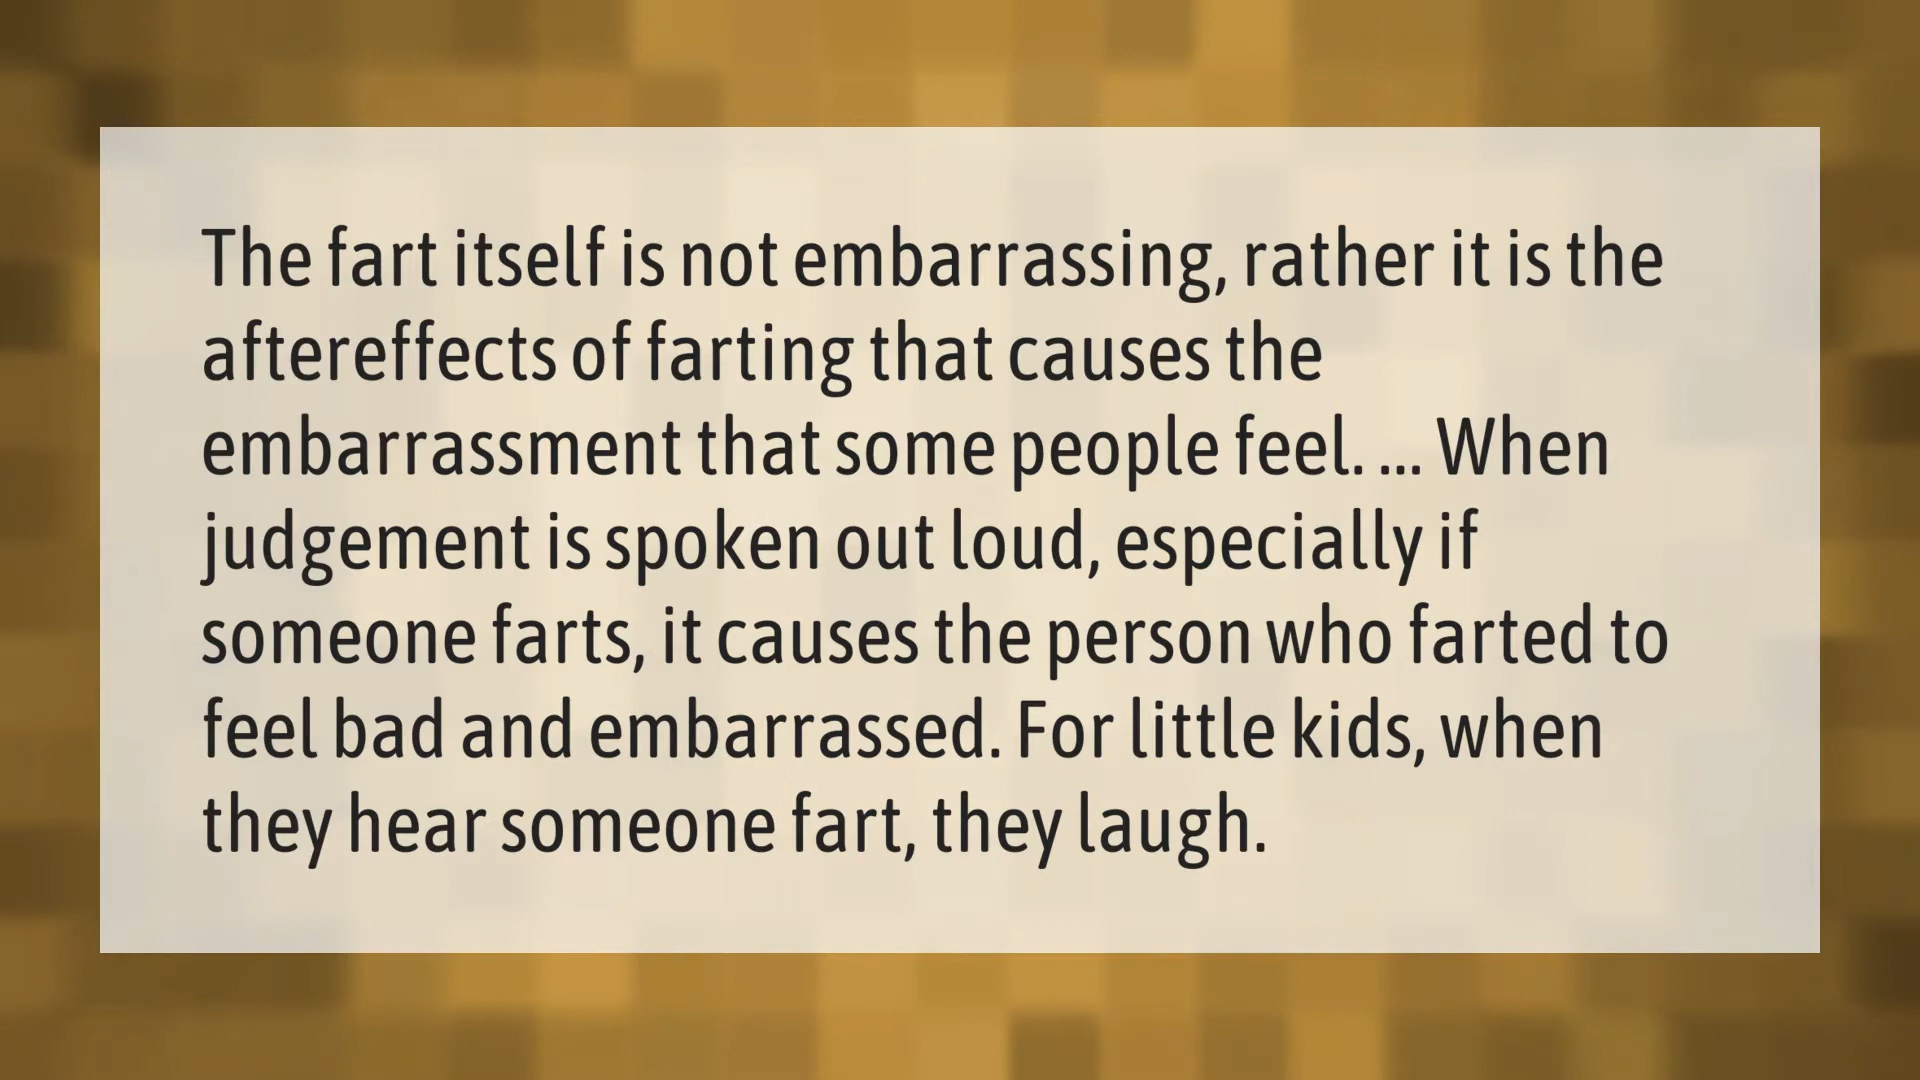 The fart itself is not embarrassing, rather it is the
aftereffects of farting that causes the
embarrassment that some people feel. ... When
judgement is spoken out loud, especially if
someone farts, it causes the person who farted to
feel bad and embarrassed. For little kids, when
they hear someone fart, they laugh.